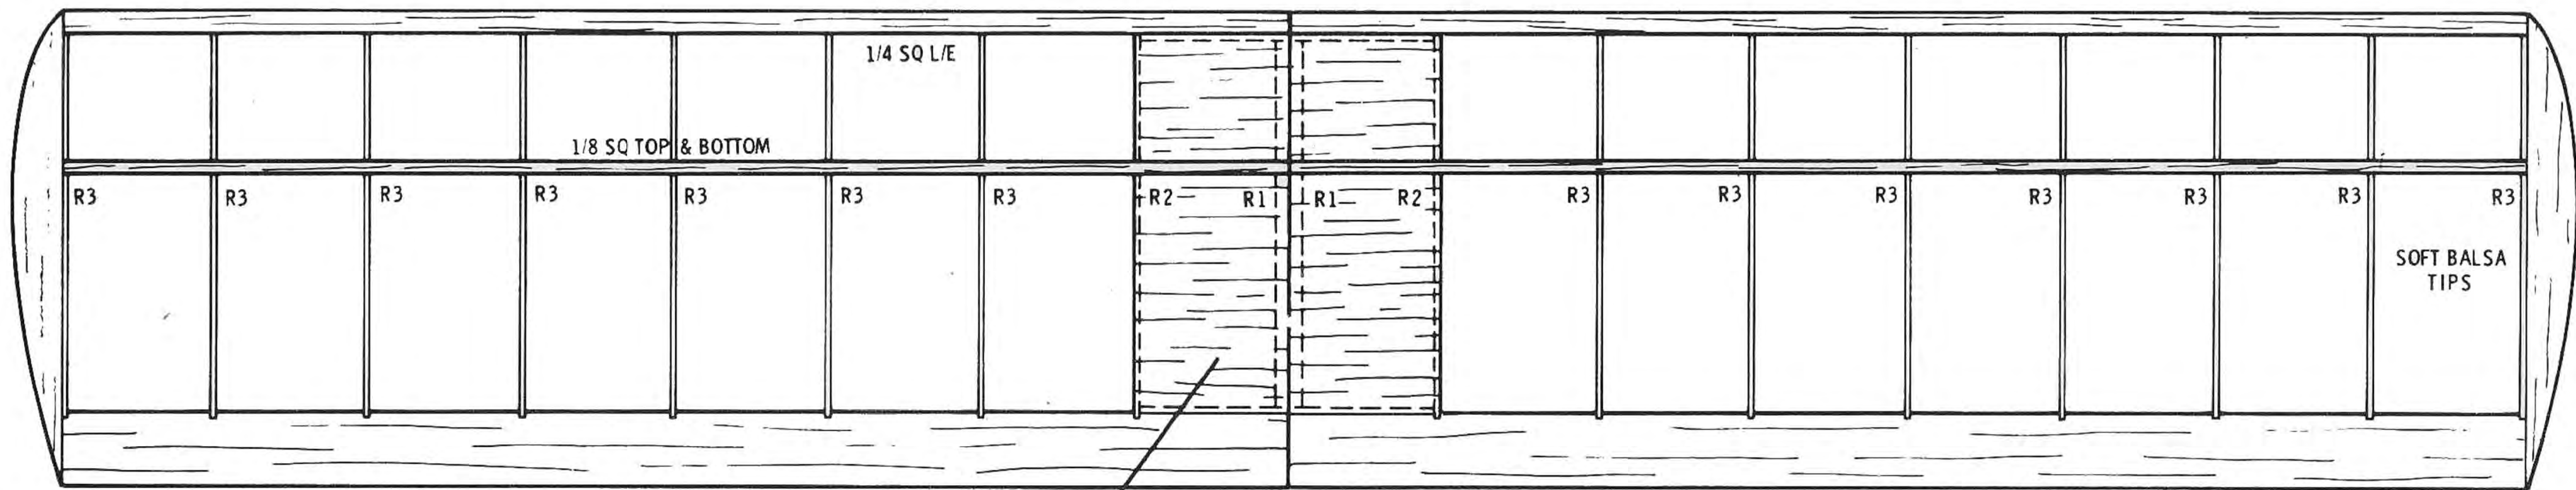 1/4 SQ L/E
1/8 SQ TOP & BOTTOM
R3 R3 R3 R3 R3 R3 R3 R2 R1 R1 R2 R3 R3 R3 R3 R3 R3 R3
SOFT BALSA
TIPS